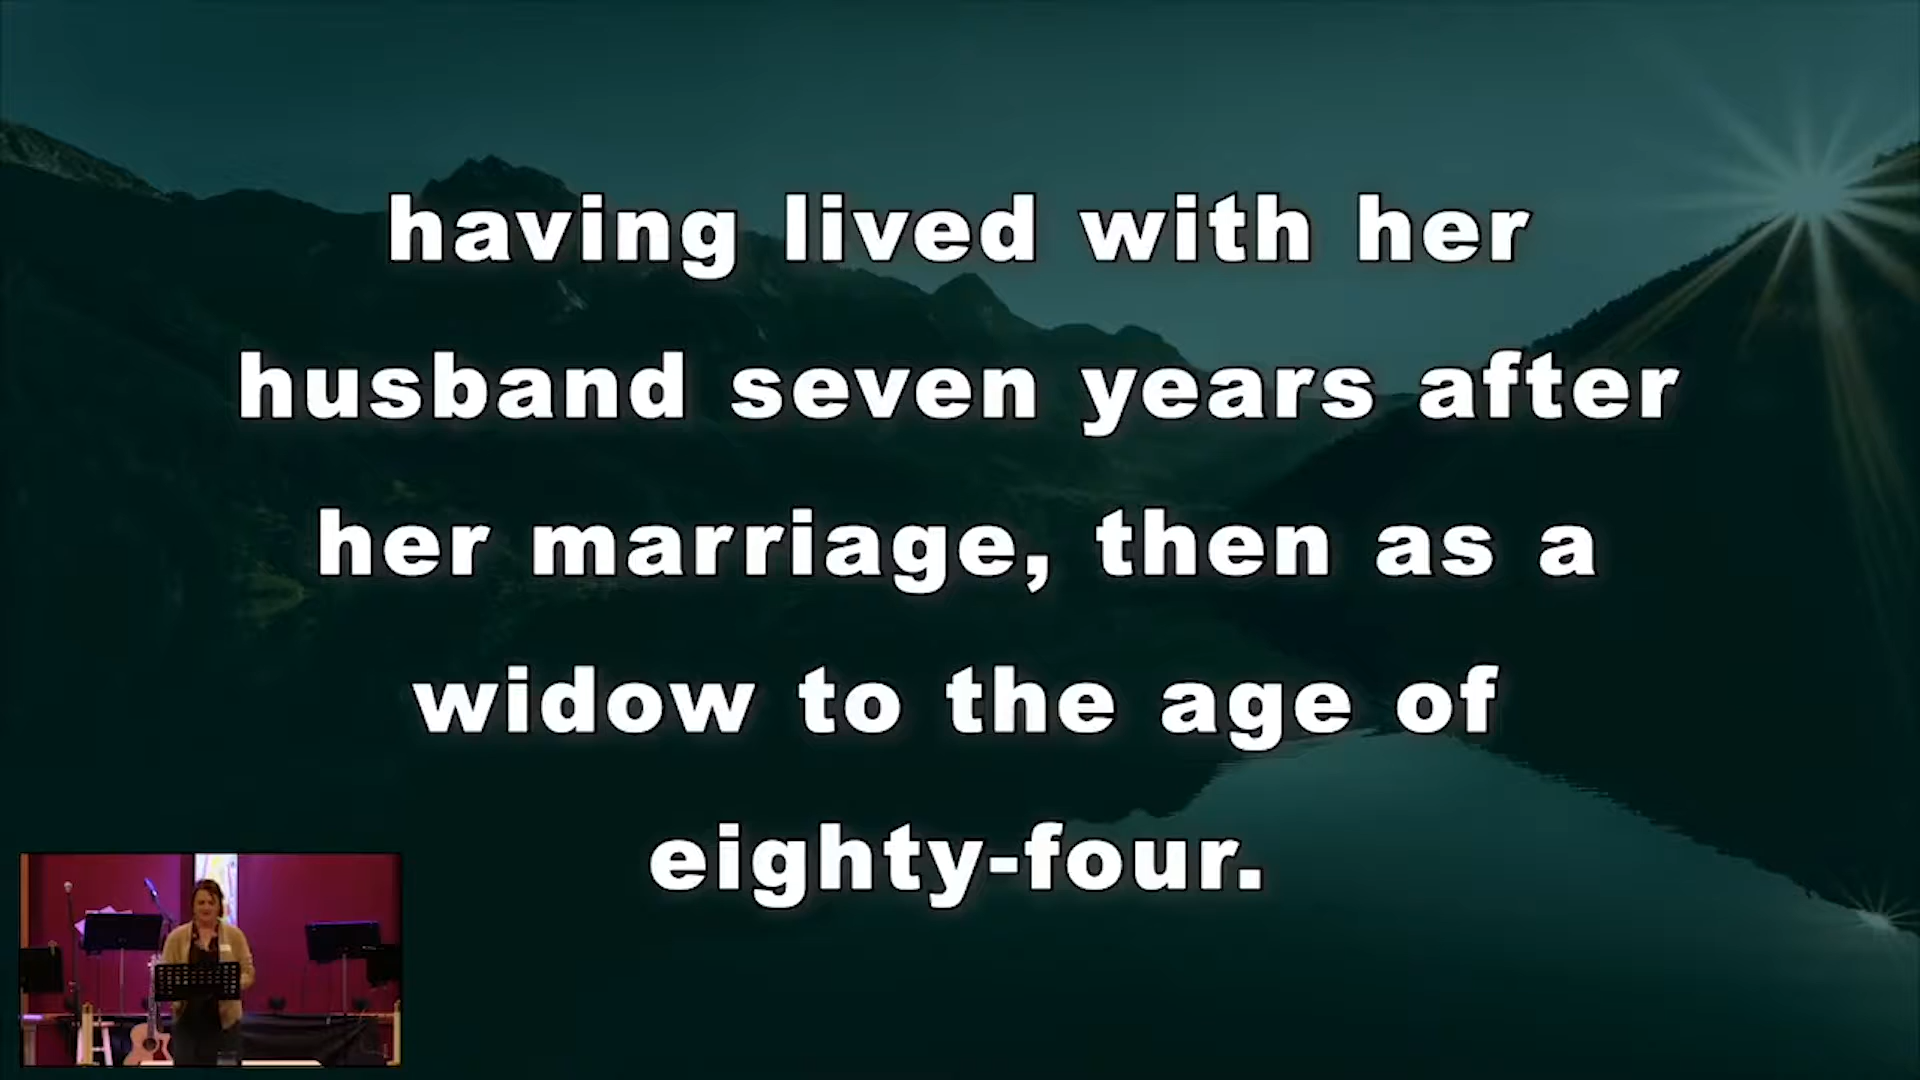 having lived with her
husband seven years after
her marriage, then as a
widow to the age of
eighty-four.